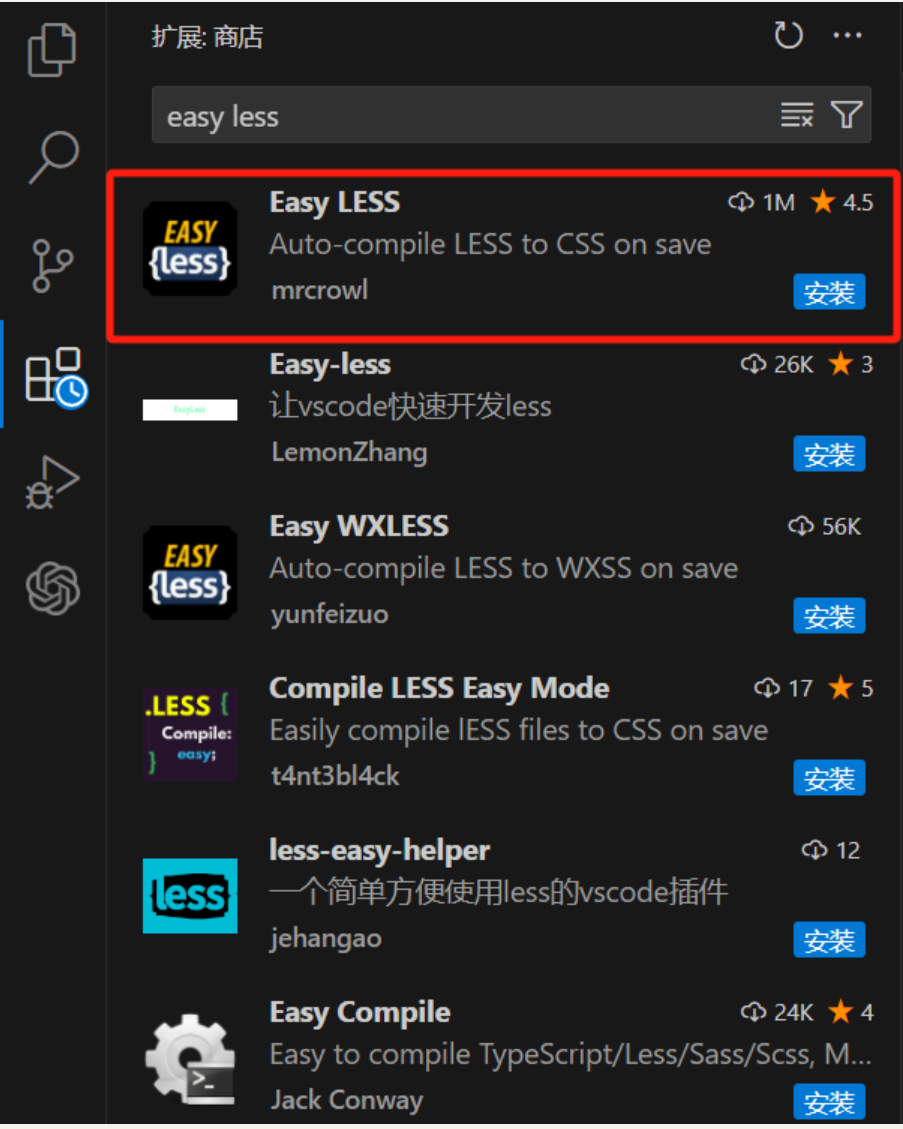 扩展: 商店
easy less
Easy LESS 1M 4.5
EASY
{less}
Auto-compile LESS to CSS on save
mrcrowl 安装
Easy-less 26K 3
让vscode快速开发less
LemonZhang 安装
Easy WXLESS 56K
EASY
{less}
Auto-compile LESS to WXSS on save
yunfeizuo 安装
Compile LESS Easy Mode 17 5
.LESS {
Compile:
easy;
}
Easily compile lESS files to CSS on save
t4nt3bl4ck 安装
less-easy-helper 12
less
一个简单方便使用less的vscode插件
jehangao 安装
Easy Compile 24K 4
>_
Easy to compile TypeScript/Less/Sass/Scss, M...
Jack Conway 安装